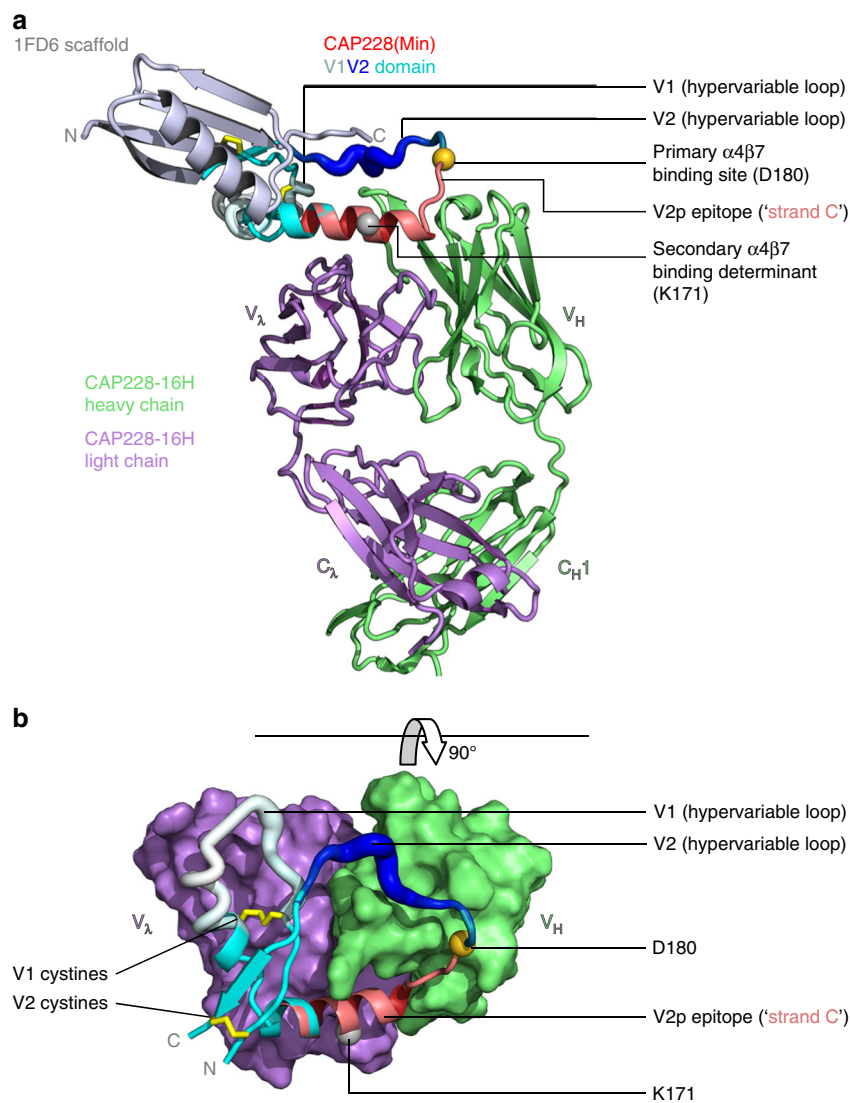 a
1FD6 scaffold
CAP228(Min)
V1V2 domain
V1 (hypervariable loop)
V2 (hypervariable loop)
N
C
Primary α4β7
binding site (D180)
V2p epitope (‘strand C’)
Secondary α4β7
binding determinant
(K171)
Vλ
VH
CAP228-16H
heavy chain
CAP228-16H
light chain
Cλ
CH1
b
90°
V1 (hypervariable loop)
V2 (hypervariable loop)
Vλ
VH
D180
V1 cystines
V2 cystines
V2p epitope (‘strand C’)
C
N
K171